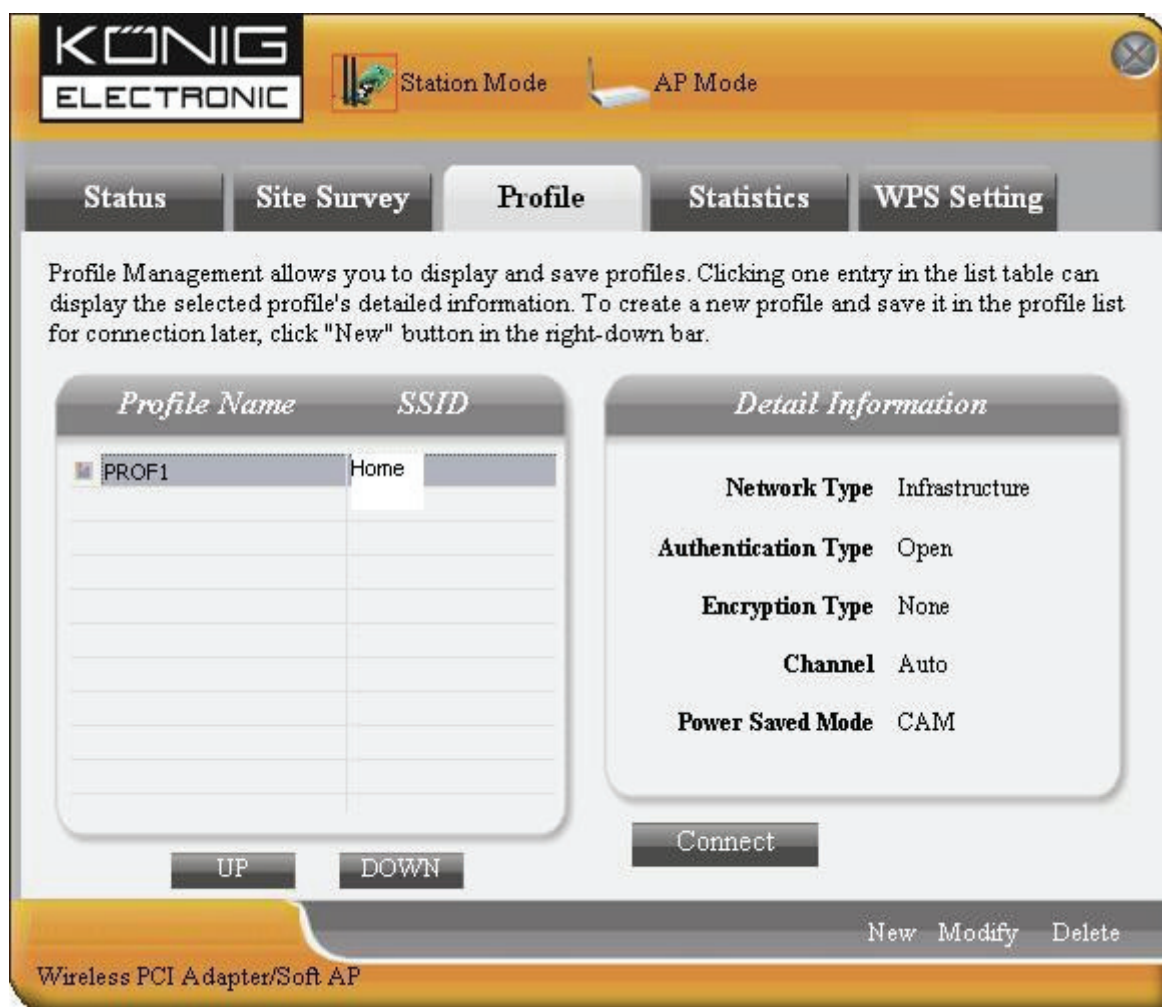 KÖNIG
ELECTRONIC
Station Mode
AP Mode
Status
Site Survey
Profile
Statistics
WPS Setting
Profile Management allows you to display and save profiles. Clicking one entry in the list table can
display the selected profile's detailed information. To create a new profile and save it in the profile list
for connection later, click "New" button in the right-down bar.
Profile Name SSID
PROF1 Home
Detail Information
Network Type Infrastructure
Authentication Type Open
Encryption Type None
Channel Auto
Power Saved Mode CAM
Connect
UP DOWN
New Modify Delete
Wireless PCI Adapter/Soft AP